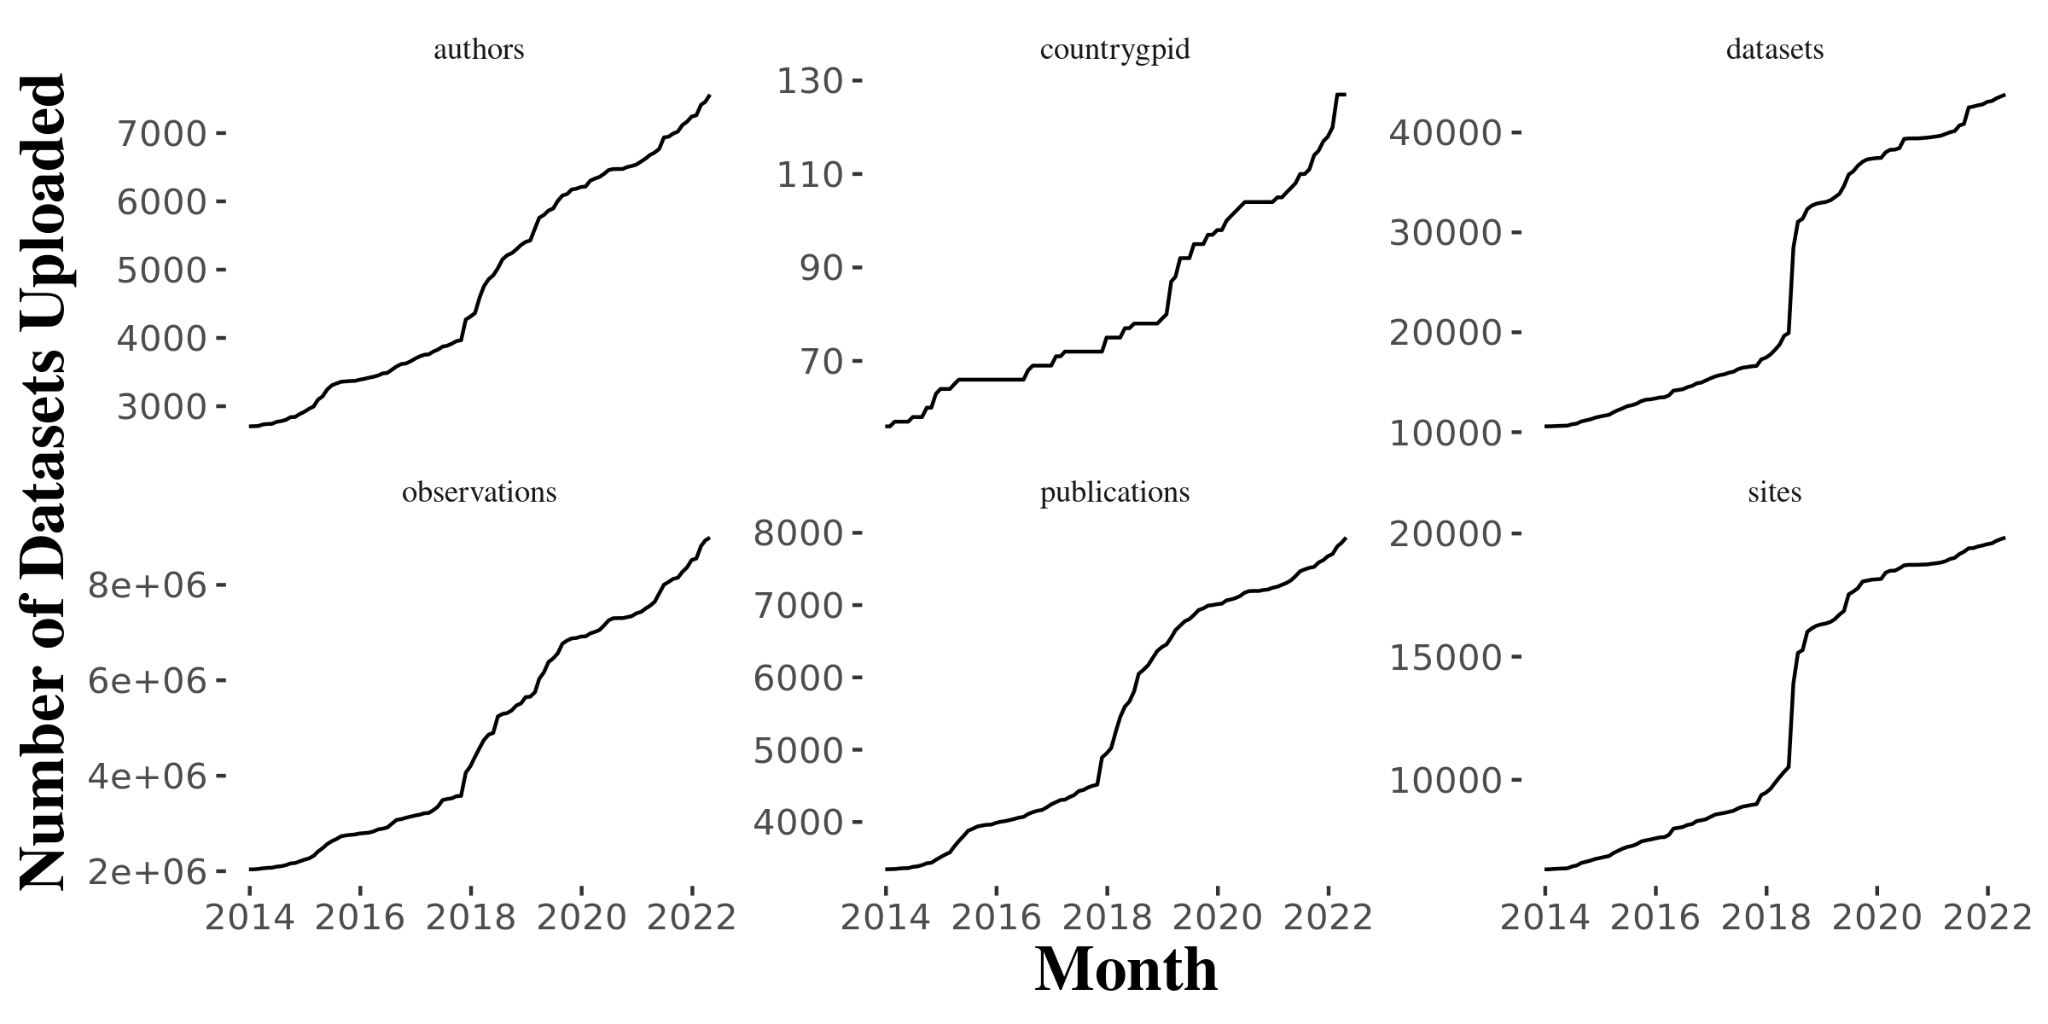 Number of Datasets Uploaded
authors
7000
6000
5000
4000
3000
countrygpid
130
110
90
70
datasets
40000
30000
20000
10000
observations
8e+06
6e+06
4e+06
2e+06
2014 2016 2018 2020 2022
publications
8000
7000
6000
5000
4000
2014 2016 2018 2020 2022
sites
20000
15000
10000
2014 2016 2018 2020 2022
Month